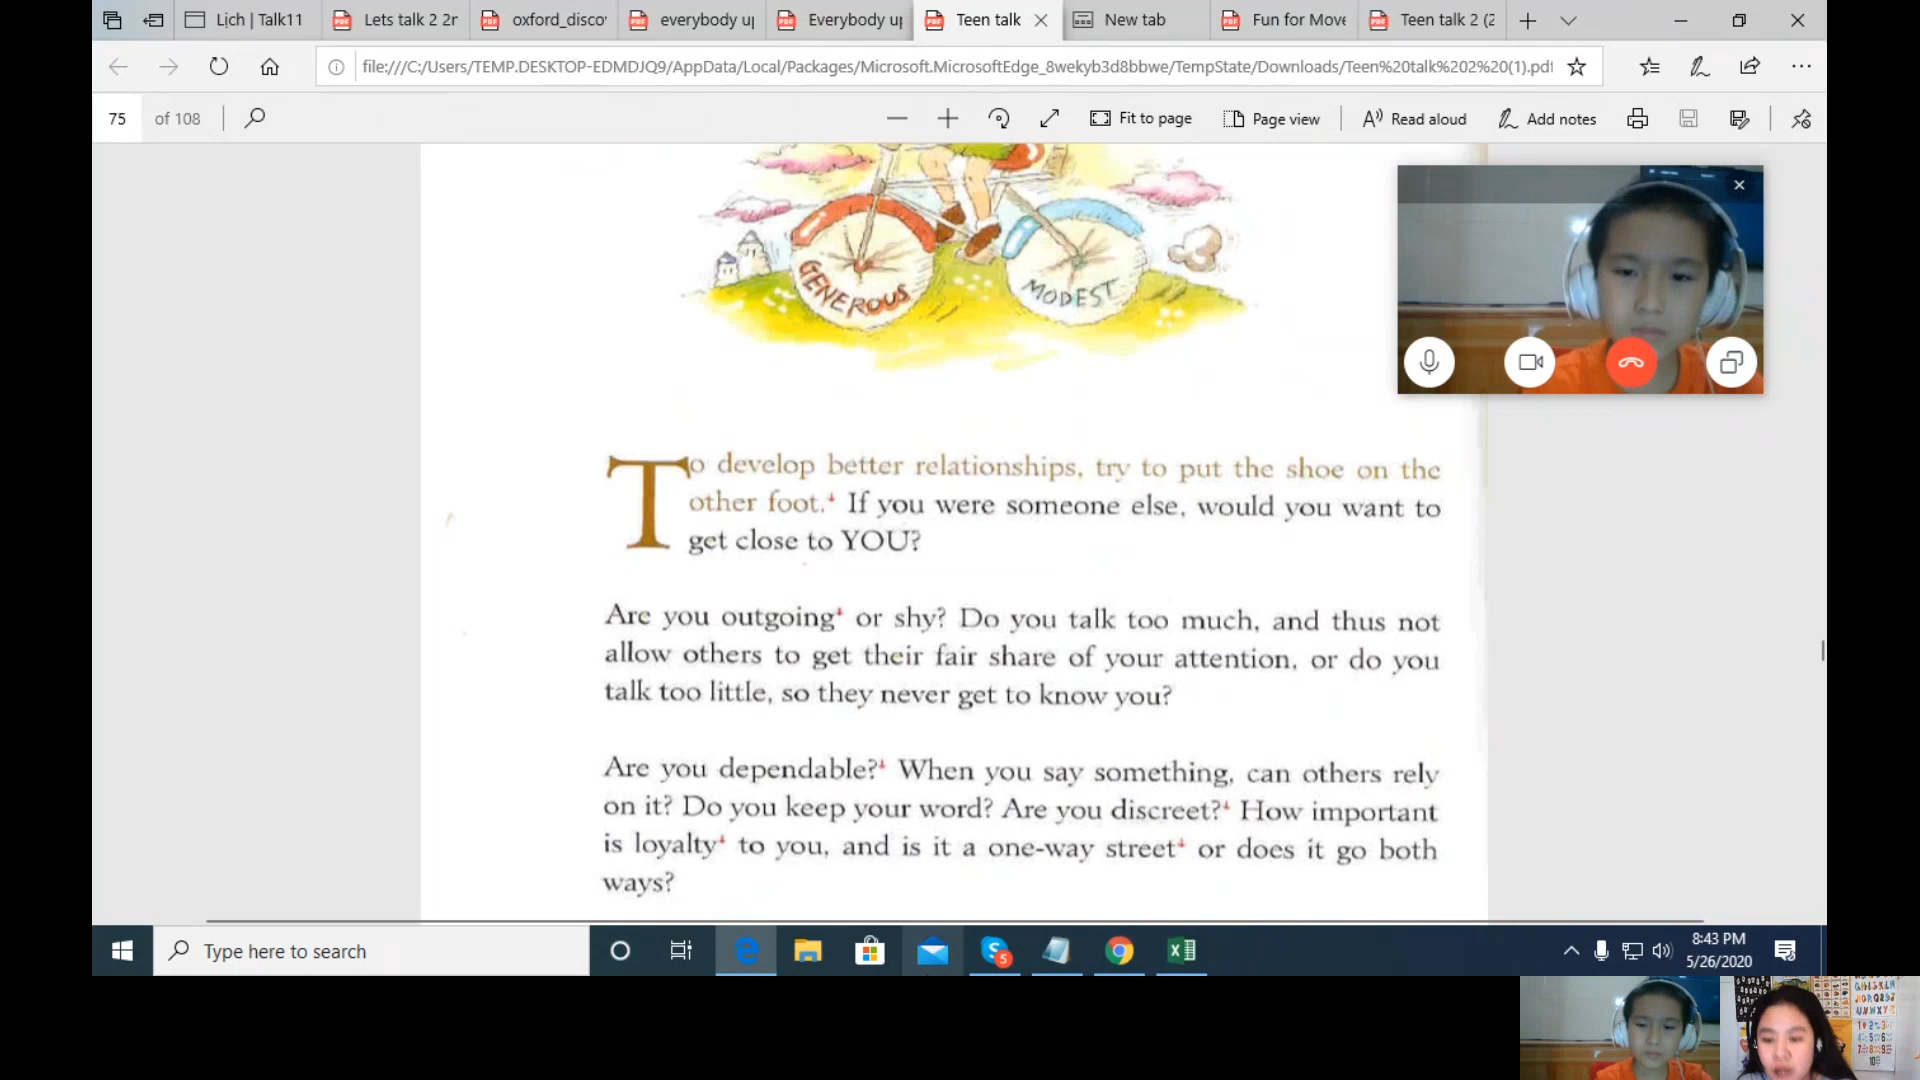 Lịch | Talk11
Lets talk 2 2r
oxford_disco
everybody u
Everybody u
Teen talk
New tab
Fun for Move
Teen talk 2 (2
file:///C:/Users/TEMP.DESKTOP-EDMDJQ9/AppData/Local/Packages/Microsoft.MicrosoftEdge_8wekyb3d8bbwe/TempState/Downloads/Teen%20talk%202%20(1).pdf
75 of 108
Fit to page
Page view
Read aloud
Add notes
GENEROUS
MODEST
To develop better relationships, try to put the shoe on the
other foot. If you were someone else, would you want to
get close to YOU?
Are you outgoing or shy? Do you talk too much, and thus not
allow others to get their fair share of your attention, or do you
talk too little, so they never get to know you?
Are you dependable? When you say something, can others rely
on it? Do you keep your word? Are you discreet? How important
is loyalty to you, and is it a one-way street or does it go both
ways?
Type here to search
5
8:43 PM
5/26/2020